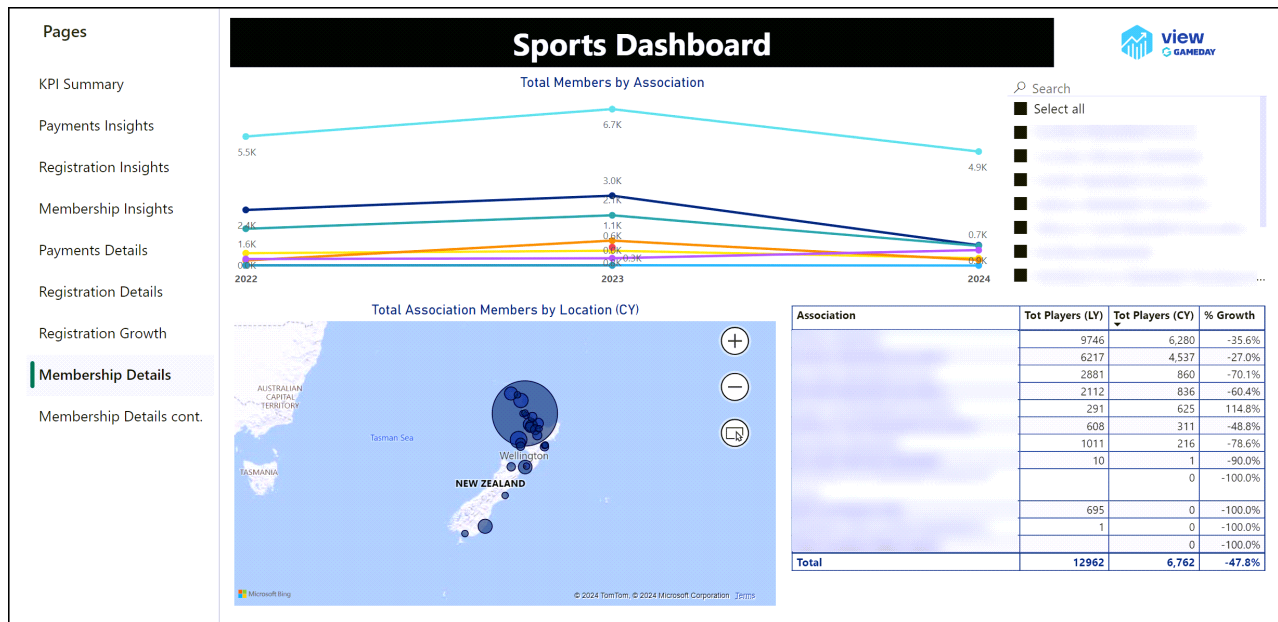 Pages
KPI Summary
Payments Insights
Registration Insights
Membership Insights
Payments Details
Registration Details
Registration Growth
Membership Details
Membership Details cont.
Sports Dashboard
view
GAMEDAY
Total Members by Association
5.5K
6.7K
4.9K
3.0K
2.4K
1.1K
0.7K
1.6K
0.6K
0.3K
2022
2023
2024
Search
Select all
...
Total Association Members by Location (CY)
AUSTRALIAN
CAPITAL
TERRITORY
Tasman Sea
TASMANIA
Wellington
NEW ZEALAND
Microsoft Bing
© 2024 TomTom, © 2024 Microsoft Corporation Terms
Association Tot Players (LY) Tot Players (CY) % Growth
9746 6,280 -35.6%
6217 4,537 -27.0%
2881 860 -70.1%
2112 836 -60.4%
291 625 114.8%
608 311 -48.8%
1011 216 -78.6%
10 1 -90.0%
0 -100.0%
695 0 -100.0%
1 0 -100.0%
0 -100.0%
Total 12962 6,762 -47.8%